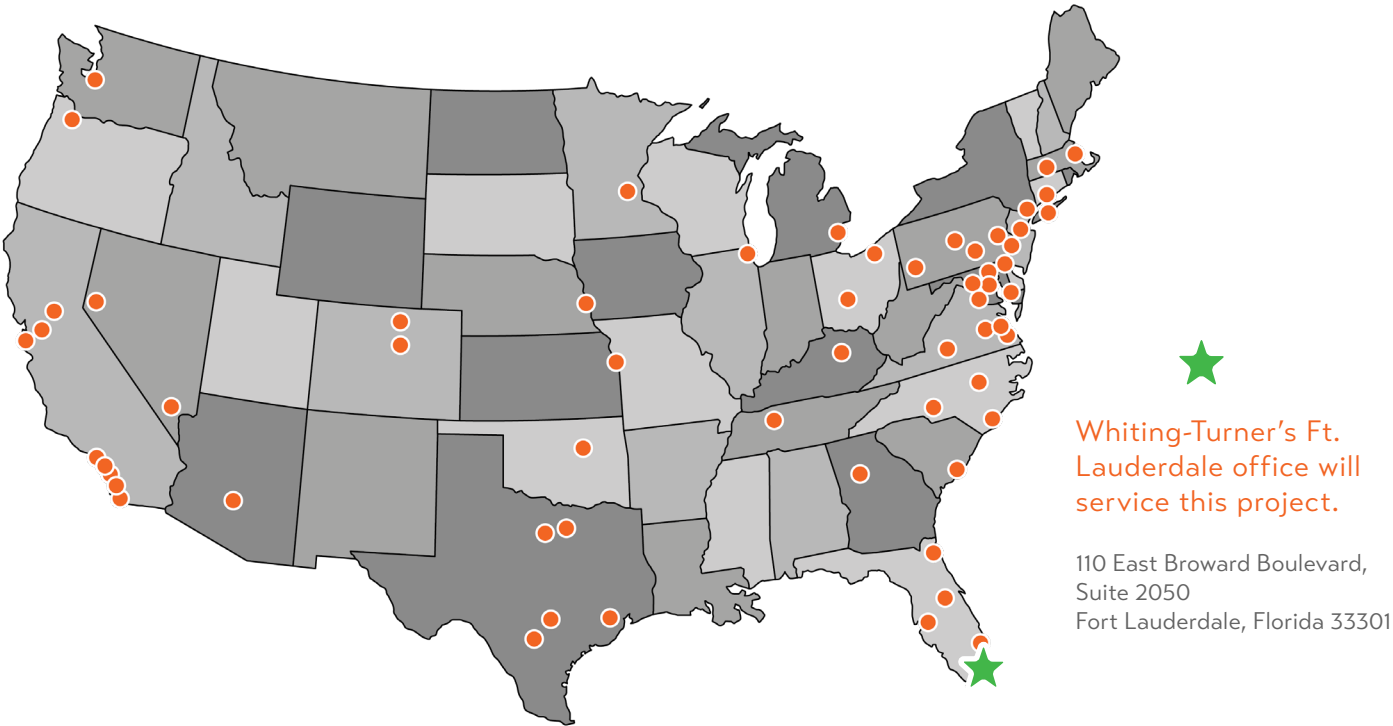 Whiting-Turner’s Ft.
Lauderdale office will
service this project.
110 East Broward Boulevard,
Suite 2050
Fort Lauderdale, Florida 33301